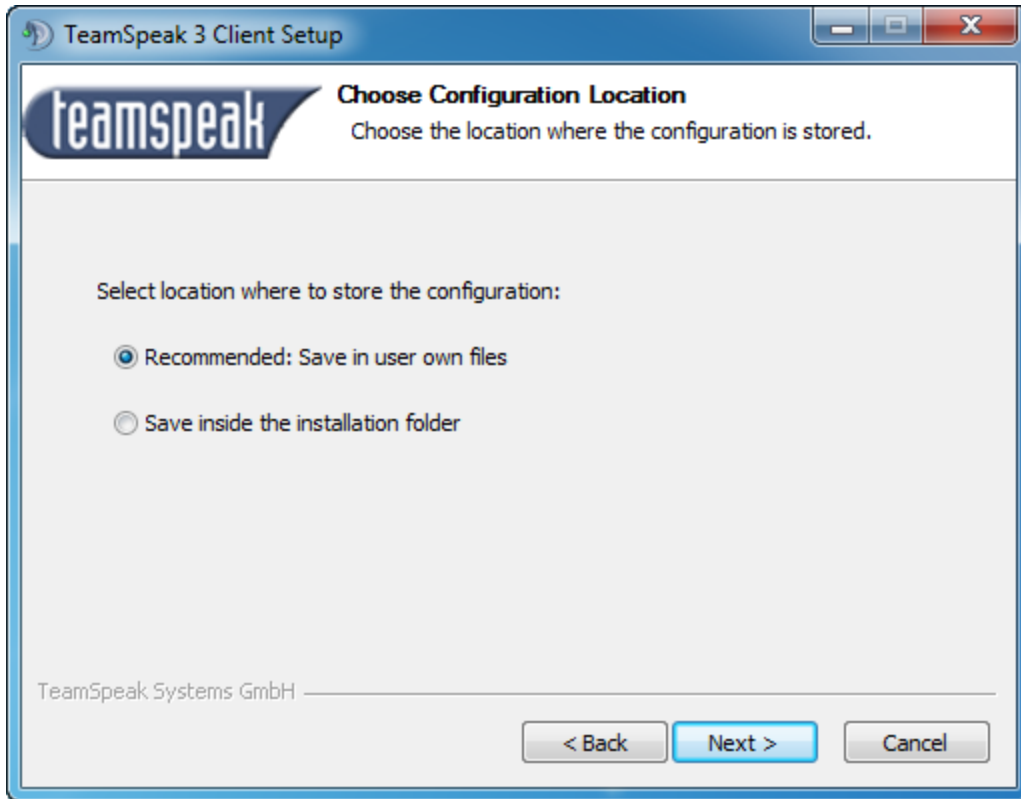 TeamSpeak 3 Client Setup
teamspeak
Choose Configuration Location
Choose the location where the configuration is stored.
Select location where to store the configuration:
Recommended: Save in user own files
Save inside the installation folder
TeamSpeak Systems GmbH
< Back
Next >
Cancel